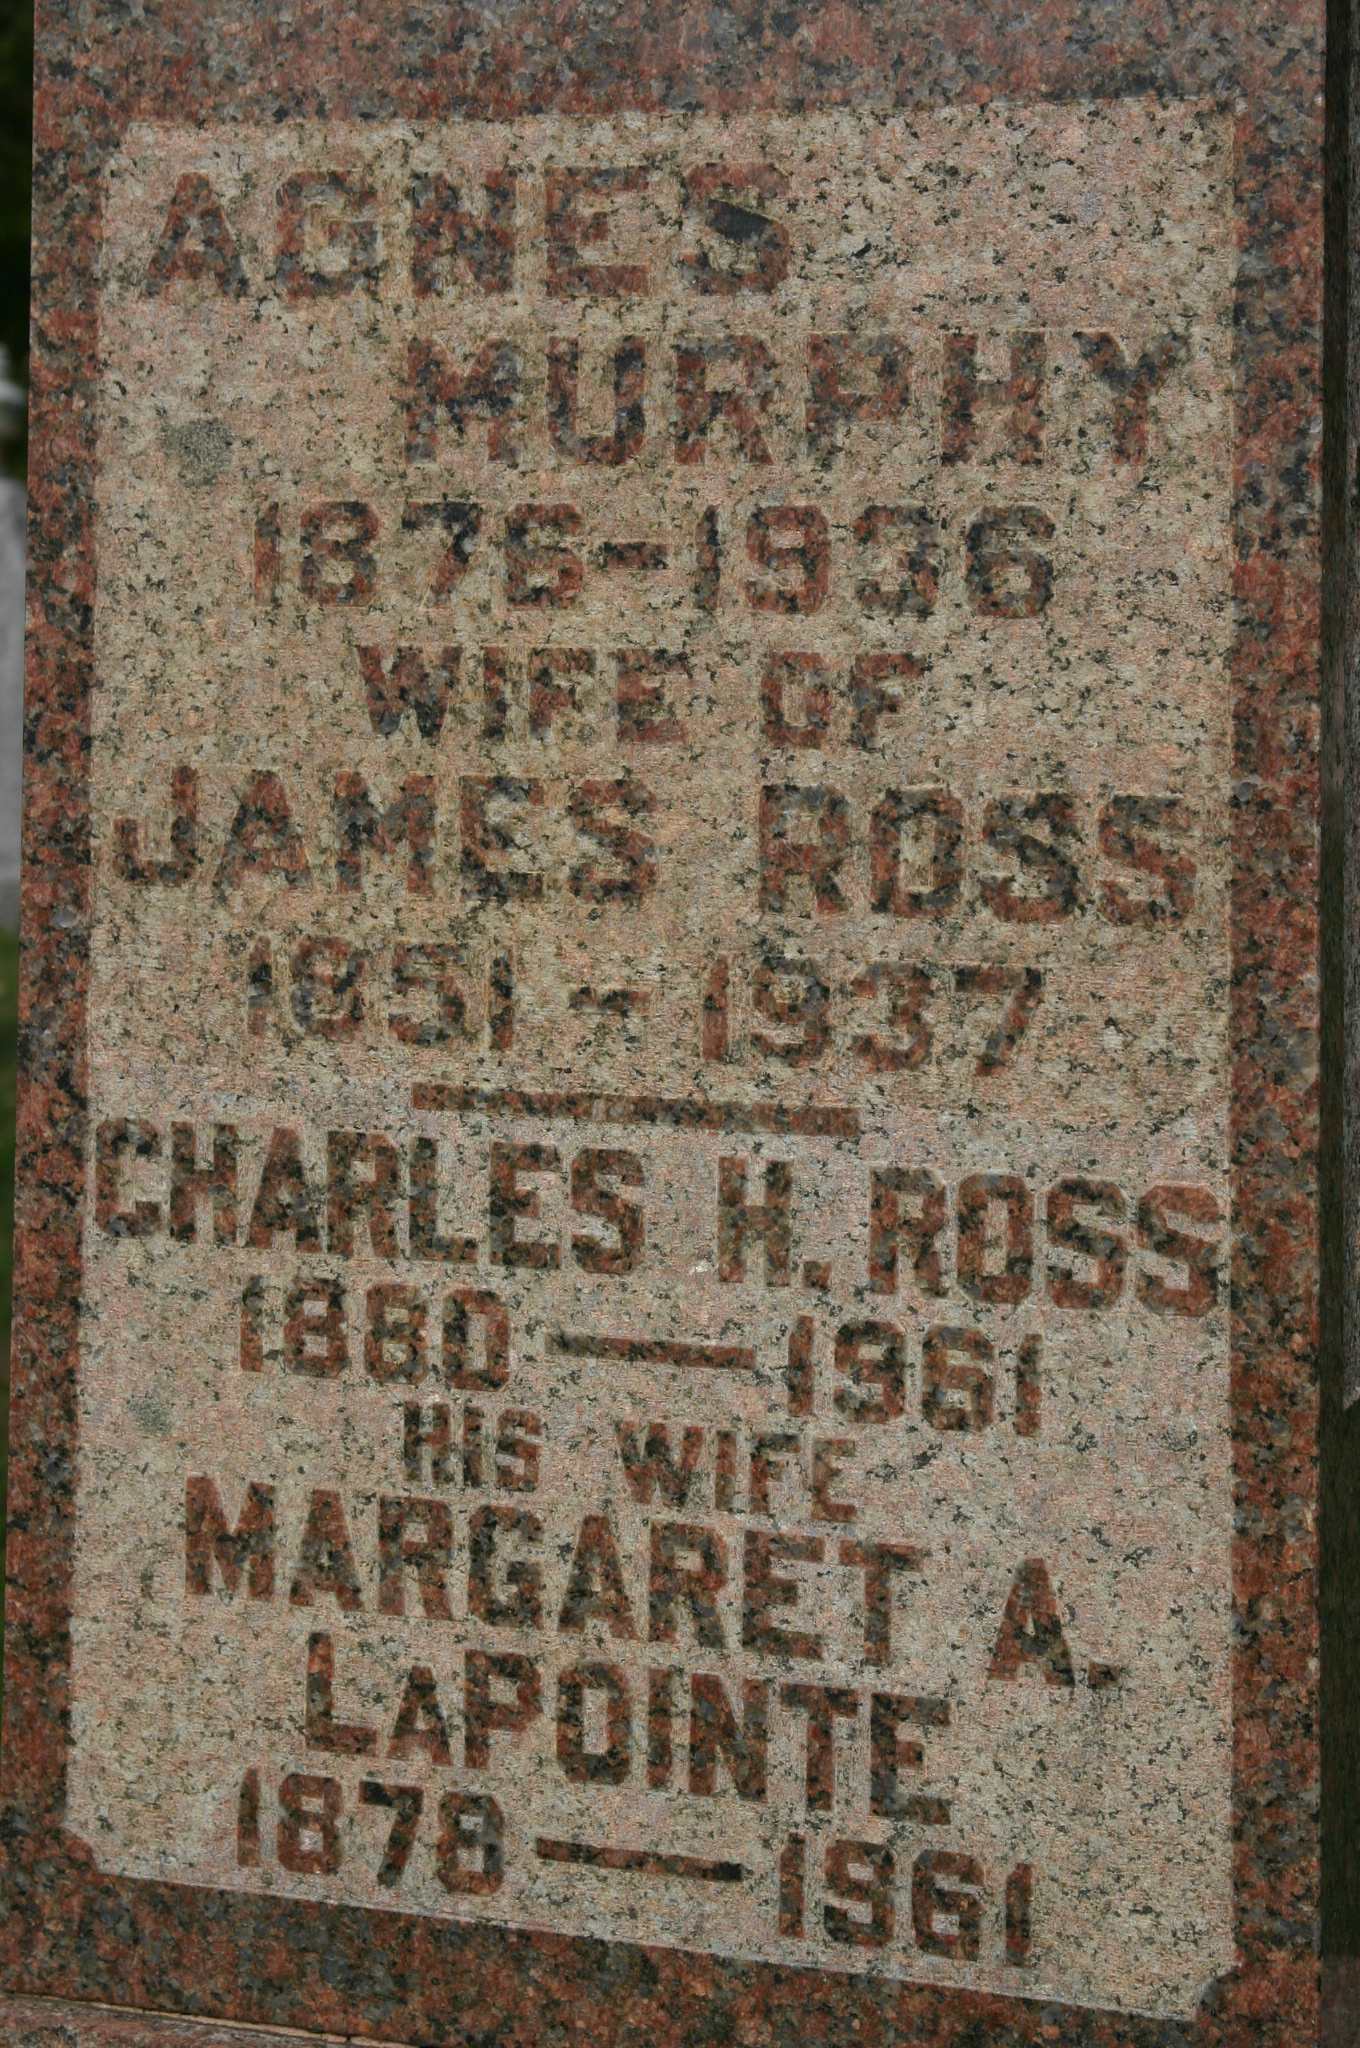 AGNES
MURPHY
1876-1936
WIFE OF
JAMES ROSS
1851-1937
CHARLES H. ROSS
1880—1961
HIS WIFE
MARGARET A.
LAPOINTE
1878—1961